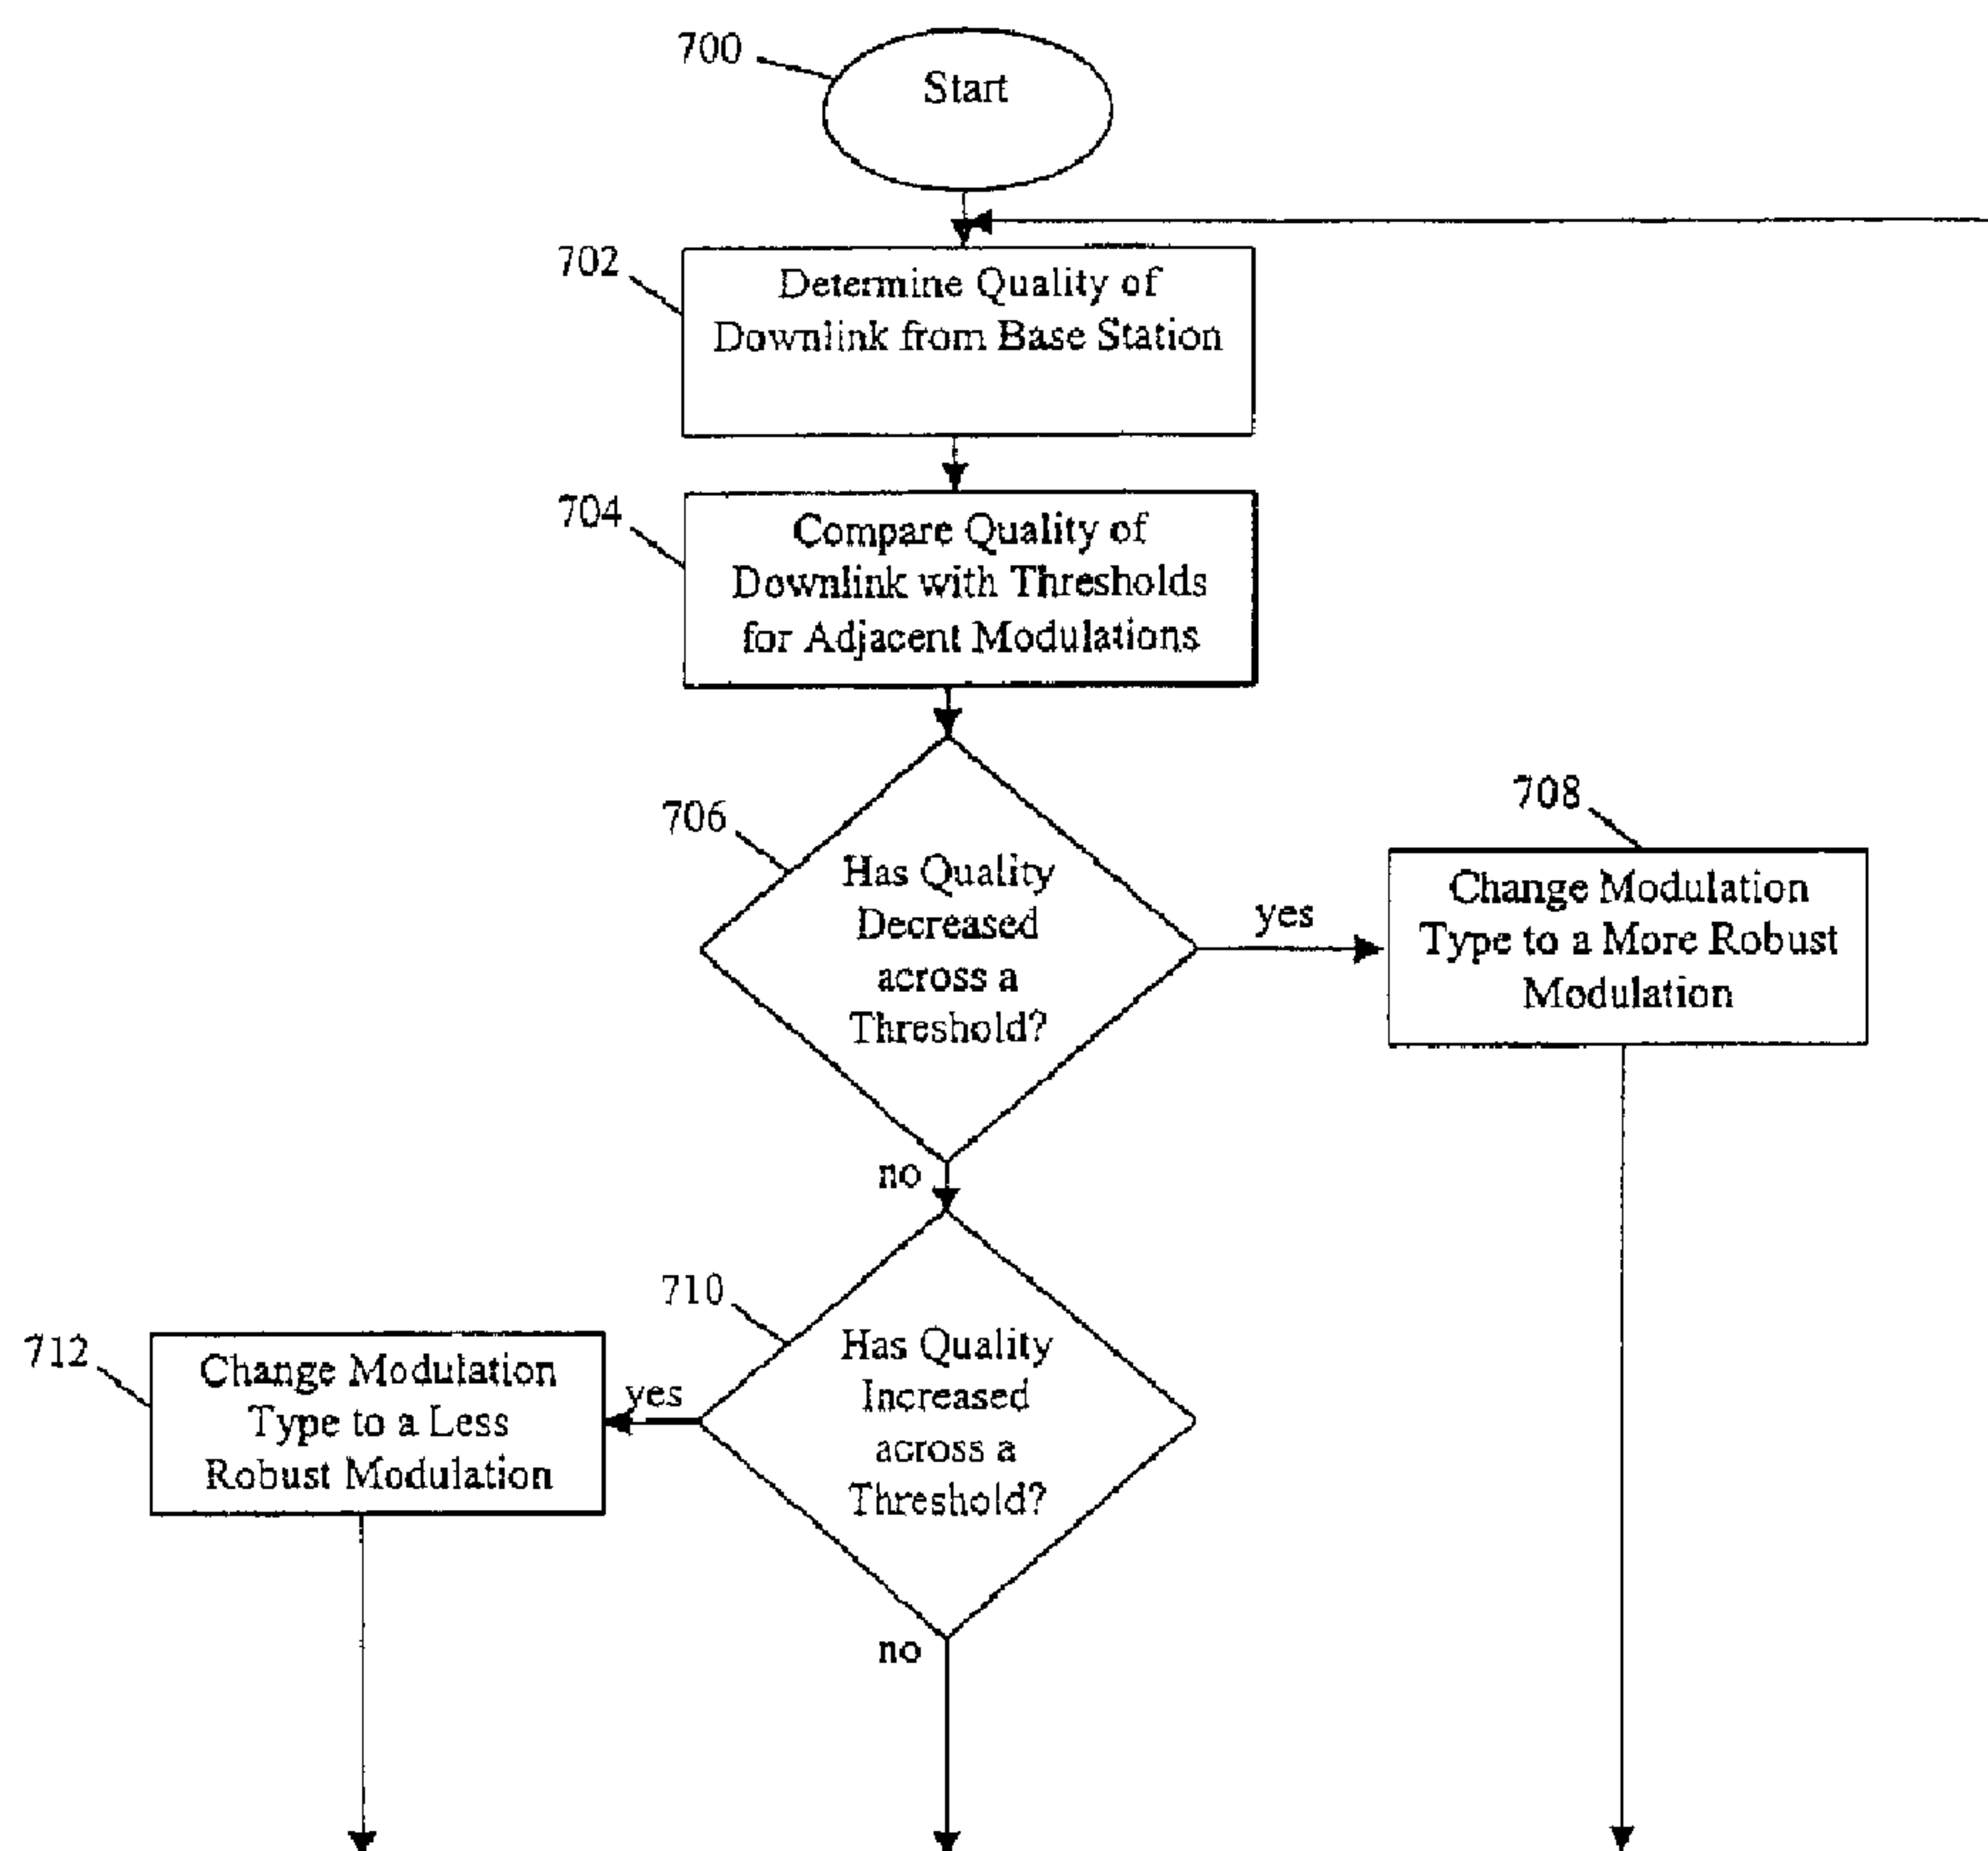 700
Start
702
Determine Quality of
Downlink from Base Station
704
Compare Quality of
Downlink with Thresholds
for Adjacent Modulations
706
Has Quality
Decreased
across a
Threshold?
yes
708
Change Modulation
Type to a More Robust
Modulation
no
710
Has Quality
Increased
across a
Threshold?
yes
712
Change Modulation
Type to a Less
Robust Modulation
no